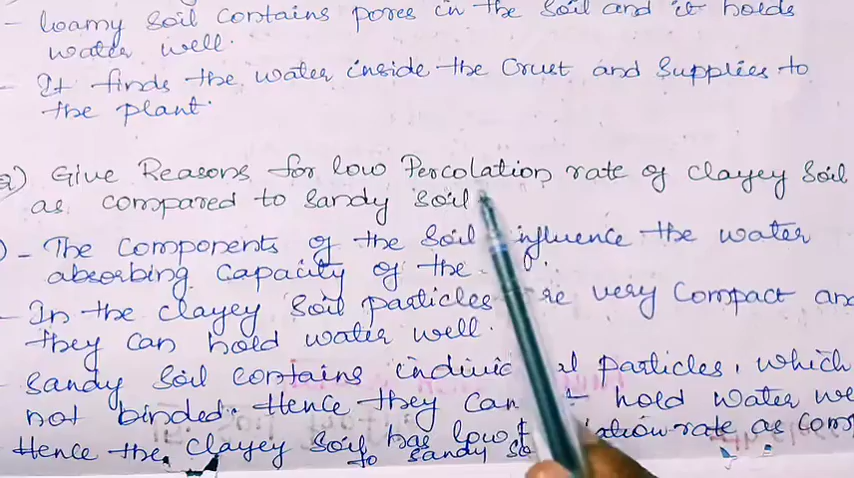 - loamy soil contains pores in the soil and it holds
water well.
- It finds the water inside the Crust and Supplies to
the plant.
a) Give Reasons for low Percolation rate of clayey Soil
as compared to Sandy Soil
- The Components of the Soil influence the water
absorbing Capacity of the
- In the clayey Soil particles very Compact
they can hold water well.
- Sandy Soil contains particles, which
not binded. Hence they can hold water
Hence the clayey Soil has low rate as
to sandy